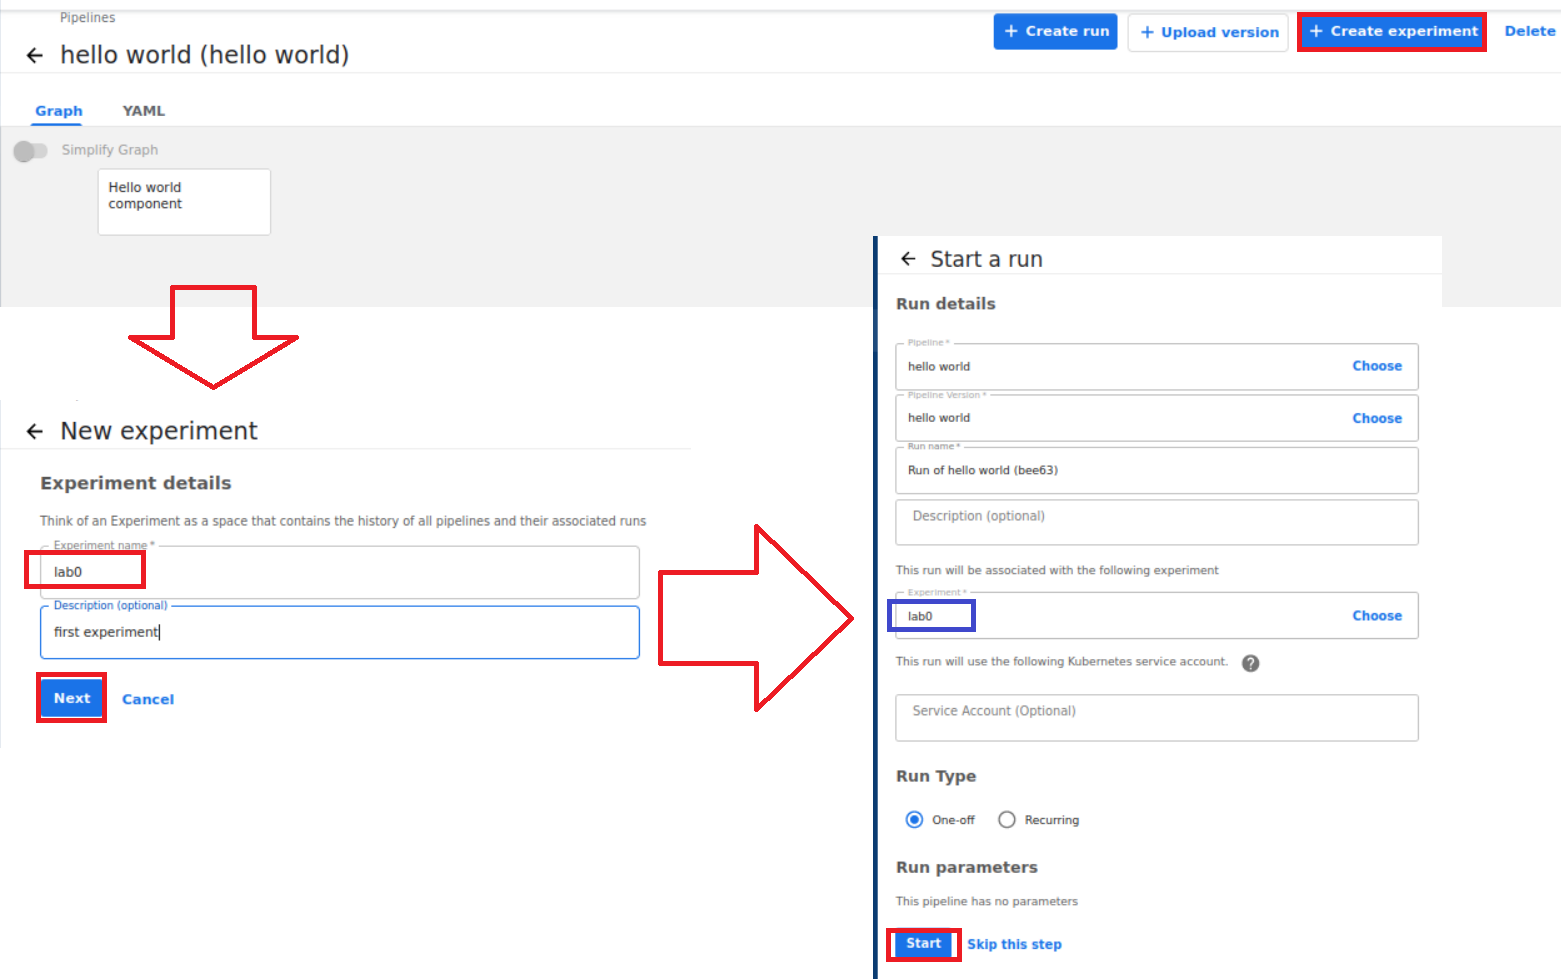 Pipelines
hello world (hello world)
+ Create run
+ Upload version
+ Create experiment
Delete
Graph
YAML
Simplify Graph
Hello world
component
New experiment
Experiment details
Think of an Experiment as a space that contains the history of all pipelines and their associated runs
Experiment name *
lab0
Description (optional)
first experiment
Next
Cancel
Start a run
Run details
Pipeline *
hello world
Choose
Pipeline Version *
hello world
Choose
Run name *
Run of hello world (bee63)
Description (optional)
This run will be associated with the following experiment
Experiment *
lab0
Choose
This run will use the following Kubernetes service account. ?
Service Account (Optional)
Run Type
One-off
Recurring
Run parameters
This pipeline has no parameters
Start
Skip this step